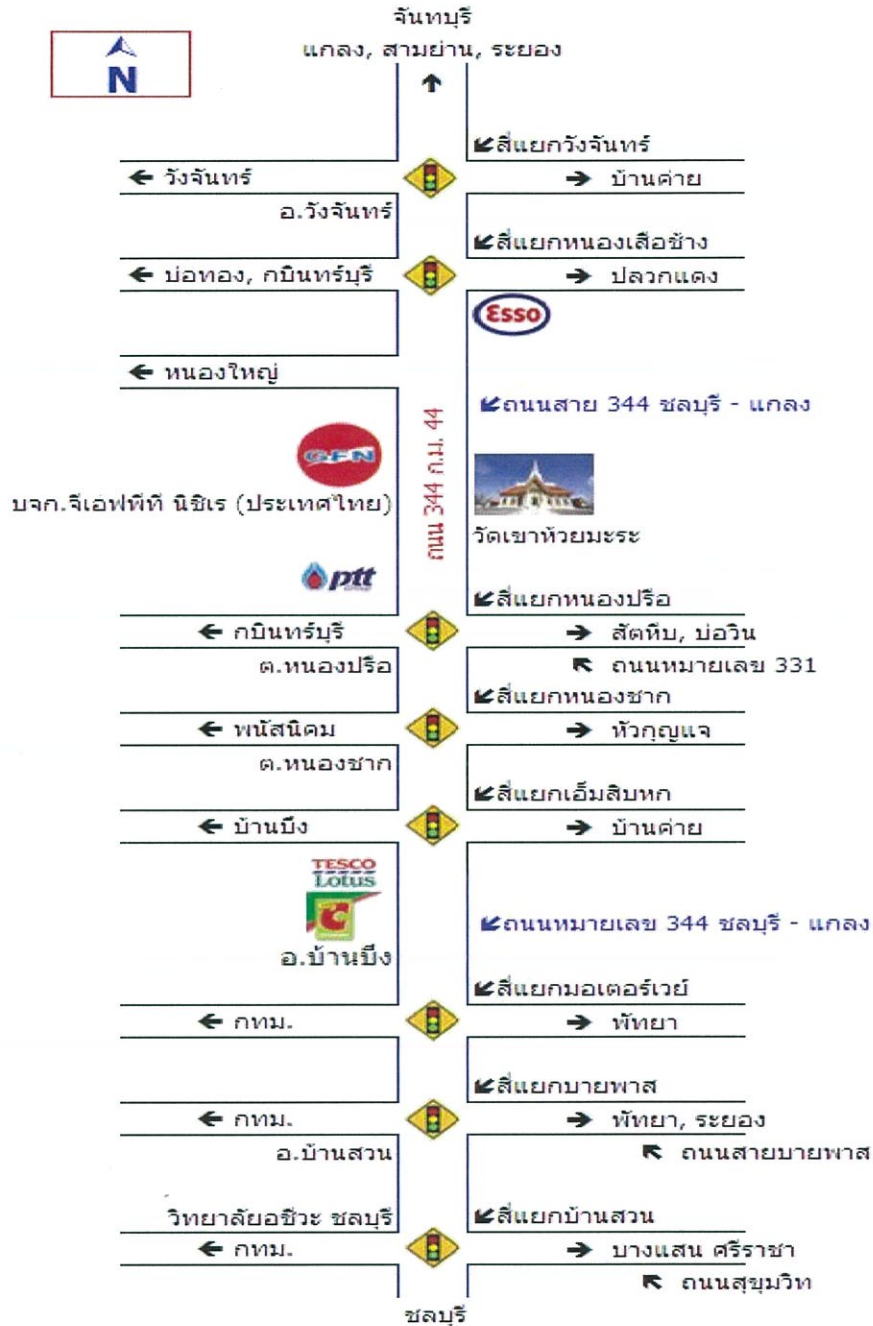 จันทบุรี
แกลง, สามย่าน, ระยอง
N
สี่แยกวังจันทร์
วังจันทร์
บ้านค่าย
อ.วังจันทร์
สี่แยกหนองเสือช้าง
บ่อทอง, กบินทร์บุรี
ปลวกแดง
Esso
หนองใหญ่
ถนนสาย 344 ชลบุรี - แกลง
ถนน 344 ก.ม. 44
GFN
บจก.จีเอฟพีที นิชิเร (ประเทศไทย)
วัดเขาห้วยมะระ
ptt
สี่แยกหนองปรือ
กบินทร์บุรี
สัตหีบ, บ่อวิน
ต.หนองปรือ
ถนนหมายเลข 331
สี่แยกหนองชาก
พนัสนิคม
หัวกุญแจ
ต.หนองชาก
สี่แยกเอ็มสิบหก
บ้านบึง
บ้านค่าย
TESCO
Lotus
C
อ.บ้านบึง
ถนนหมายเลข 344 ชลบุรี - แกลง
สี่แยกมอเตอร์เวย์
กทม.
พัทยา
สี่แยกบายพาส
กทม.
พัทยา, ระยอง
อ.บ้านสวน
ถนนสายบายพาส
วิทยาลัยอชีวะ ชลบุรี
สี่แยกบ้านสวน
กทม.
บางแสน ศรีราชา
ถนนสุขุมวิท
ชลบุรี